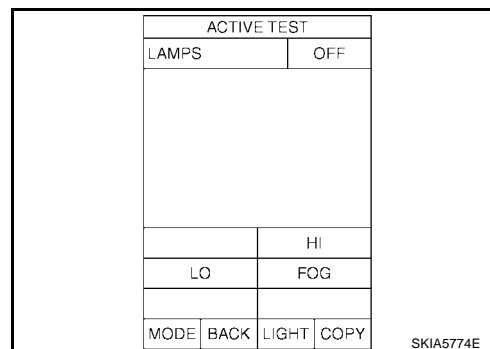 ACTIVE TEST
LAMPS OFF
HI
LO FOG
MODE BACK LIGHT COPY
SKIA5774E